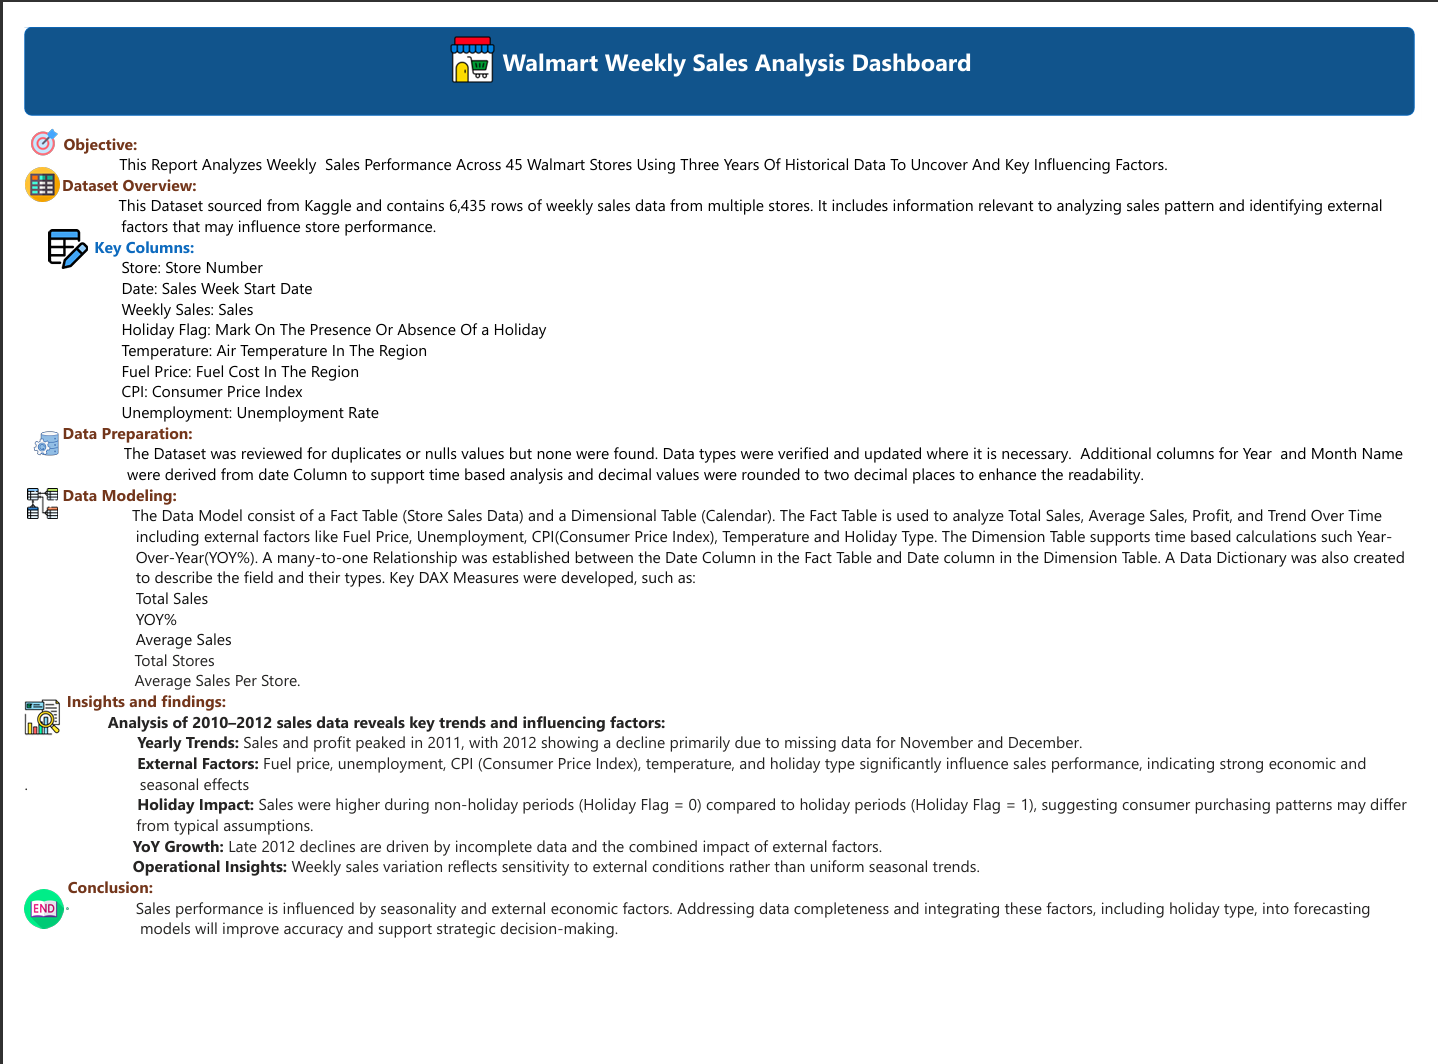 Walmart Weekly Sales Analysis Dashboard
Objective:
This Report Analyzes Weekly  Sales Performance Across 45 Walmart Stores Using Three Years Of Historical Data To Uncover And Key Influencing Factors.
Dataset Overview:
This Dataset sourced from Kaggle and contains 6,435 rows of weekly sales data from multiple stores. It includes information relevant to analyzing sales pattern and identifying external
factors that may influence store performance.
Key Columns:
Store: Store Number
Date: Sales Week Start Date
Weekly Sales: Sales
Holiday Flag: Mark On The Presence Or Absence Of a Holiday
Temperature: Air Temperature In The Region
Fuel Price: Fuel Cost In The Region
CPI: Consumer Price Index
Unemployment: Unemployment Rate
Data Preparation:
The Dataset was reviewed for duplicates or nulls values but none were found. Data types were verified and updated where it is necessary.  Additional columns for Year  and Month Name
were derived from date Column to support time based analysis and decimal values were rounded to two decimal places to enhance the readability.
Data Modeling:
The Data Model consist of a Fact Table (Store Sales Data) and a Dimensional Table (Calendar). The Fact Table is used to analyze Total Sales, Average Sales, Profit, and Trend Over Time
including external factors like Fuel Price, Unemployment, CPI(Consumer Price Index), Temperature and Holiday Type. The Dimension Table supports time based calculations such Year-
Over-Year(YOY%). A many-to-one Relationship was established between the Date Column in the Fact Table and Date column in the Dimension Table. A Data Dictionary was also created
to describe the field and their types. Key DAX Measures were developed, such as:
Total Sales
YOY%
Average Sales
Total Stores
Average Sales Per Store.
Insights and findings:
Analysis of 2010–2012 sales data reveals key trends and influencing factors:
Yearly Trends: Sales and profit peaked in 2011, with 2012 showing a decline primarily due to missing data for November and December.
External Factors: Fuel price, unemployment, CPI (Consumer Price Index), temperature, and holiday type significantly influence sales performance, indicating strong economic and
. seasonal effects
Holiday Impact: Sales were higher during non-holiday periods (Holiday Flag = 0) compared to holiday periods (Holiday Flag = 1), suggesting consumer purchasing patterns may differ
from typical assumptions.
YoY Growth: Late 2012 declines are driven by incomplete data and the combined impact of external factors.
Operational Insights: Weekly sales variation reflects sensitivity to external conditions rather than uniform seasonal trends.
Conclusion:
END
Sales performance is influenced by seasonality and external economic factors. Addressing data completeness and integrating these factors, including holiday type, into forecasting
models will improve accuracy and support strategic decision-making.